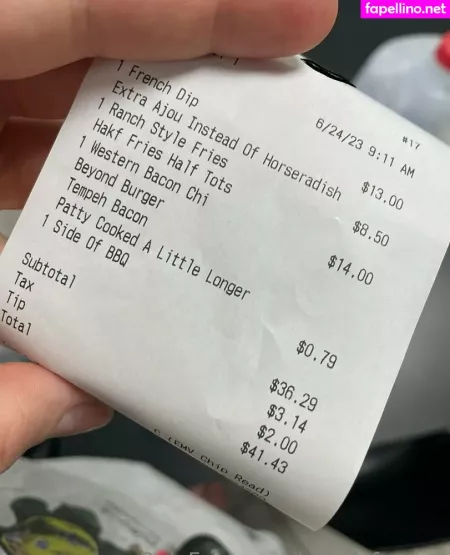 fapellino.net
#17
6/24/23 9:11 AM
1 French Dip $13.00
Extra Ajou Instead Of Horseradish
1 Ranch Style Fries $8.50
Hakf Fries Half Tots
1 Western Bacon Chi $14.00
Beyond Burger
Tempeh Bacon
Patty Cooked A Little Longer
1 Side Of BBQ $0.79
Subtotal $36.29
Tax $3.14
Tip $2.00
Total $41.43
(EMV Chip Read)